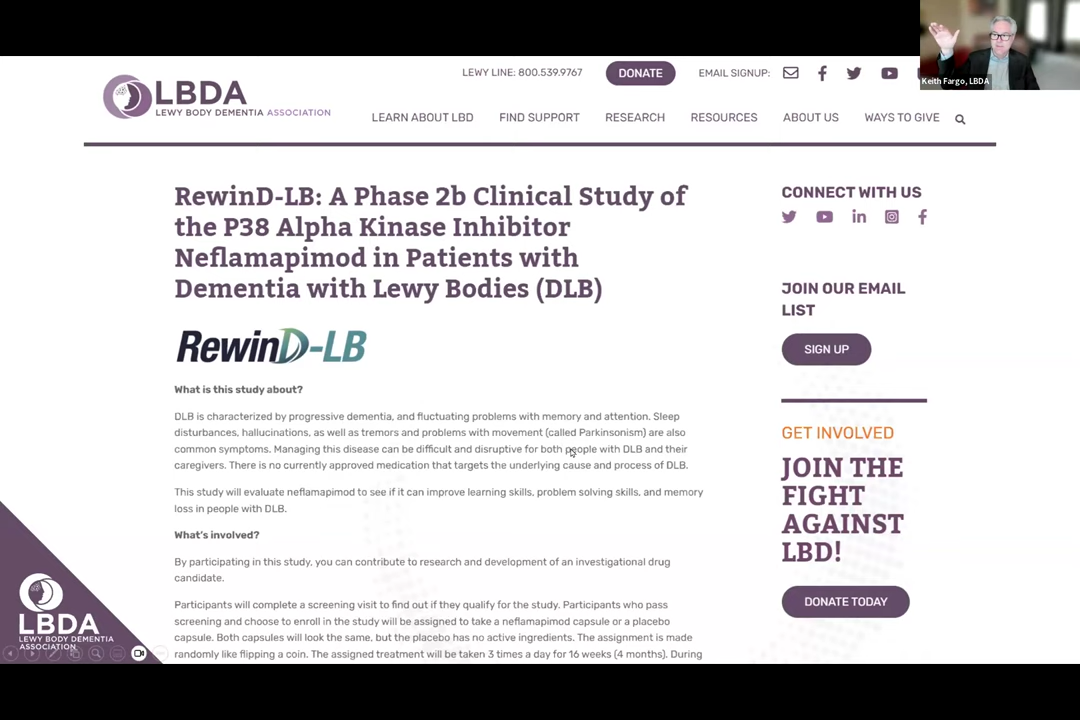 Keith Fargo, LBDA
LEWY LINE: 800.539.9767
DONATE
EMAIL SIGNUP:
LBDA
LEWY BODY DEMENTIA ASSOCIATION
LEARN ABOUT LBD
FIND SUPPORT
RESEARCH
RESOURCES
ABOUT US
WAYS TO GIVE
RewinD-LB: A Phase 2b Clinical Study of
the P38 Alpha Kinase Inhibitor
Neflamapimod in Patients with
Dementia with Lewy Bodies (DLB)
RewinD-LB
What is this study about?
DLB is characterized by progressive dementia, and fluctuating problems with memory and attention. Sleep
disturbances, hallucinations, as well as tremors and problems with movement (called Parkinsonism) are also
common symptoms. Managing this disease can be difficult and disruptive for both people with DLB and their
caregivers. There is no currently approved medication that targets the underlying cause and process of DLB.
This study will evaluate neflamapimod to see if it can improve learning skills, problem solving skills, and memory
loss in people with DLB.
What's involved?
By participating in this study, you can contribute to research and development of an investigational drug
candidate.
Participants will complete a screening visit to find out if they qualify for the study. Participants who pass
screening and choose to enroll in the study will be assigned to take a neflamapimod capsule or a placebo
capsule. Both capsules will look the same, but the placebo has no active ingredients. The assignment is made
randomly like flipping a coin. The assigned treatment will be taken 3 times a day for 16 weeks (4 months). During
CONNECT WITH US
JOIN OUR EMAIL
LIST
SIGN UP
GET INVOLVED
JOIN THE
FIGHT
AGAINST
LBD!
DONATE TODAY
LBDA
LEWY BODY DEMENTIA
ASSOCIATION